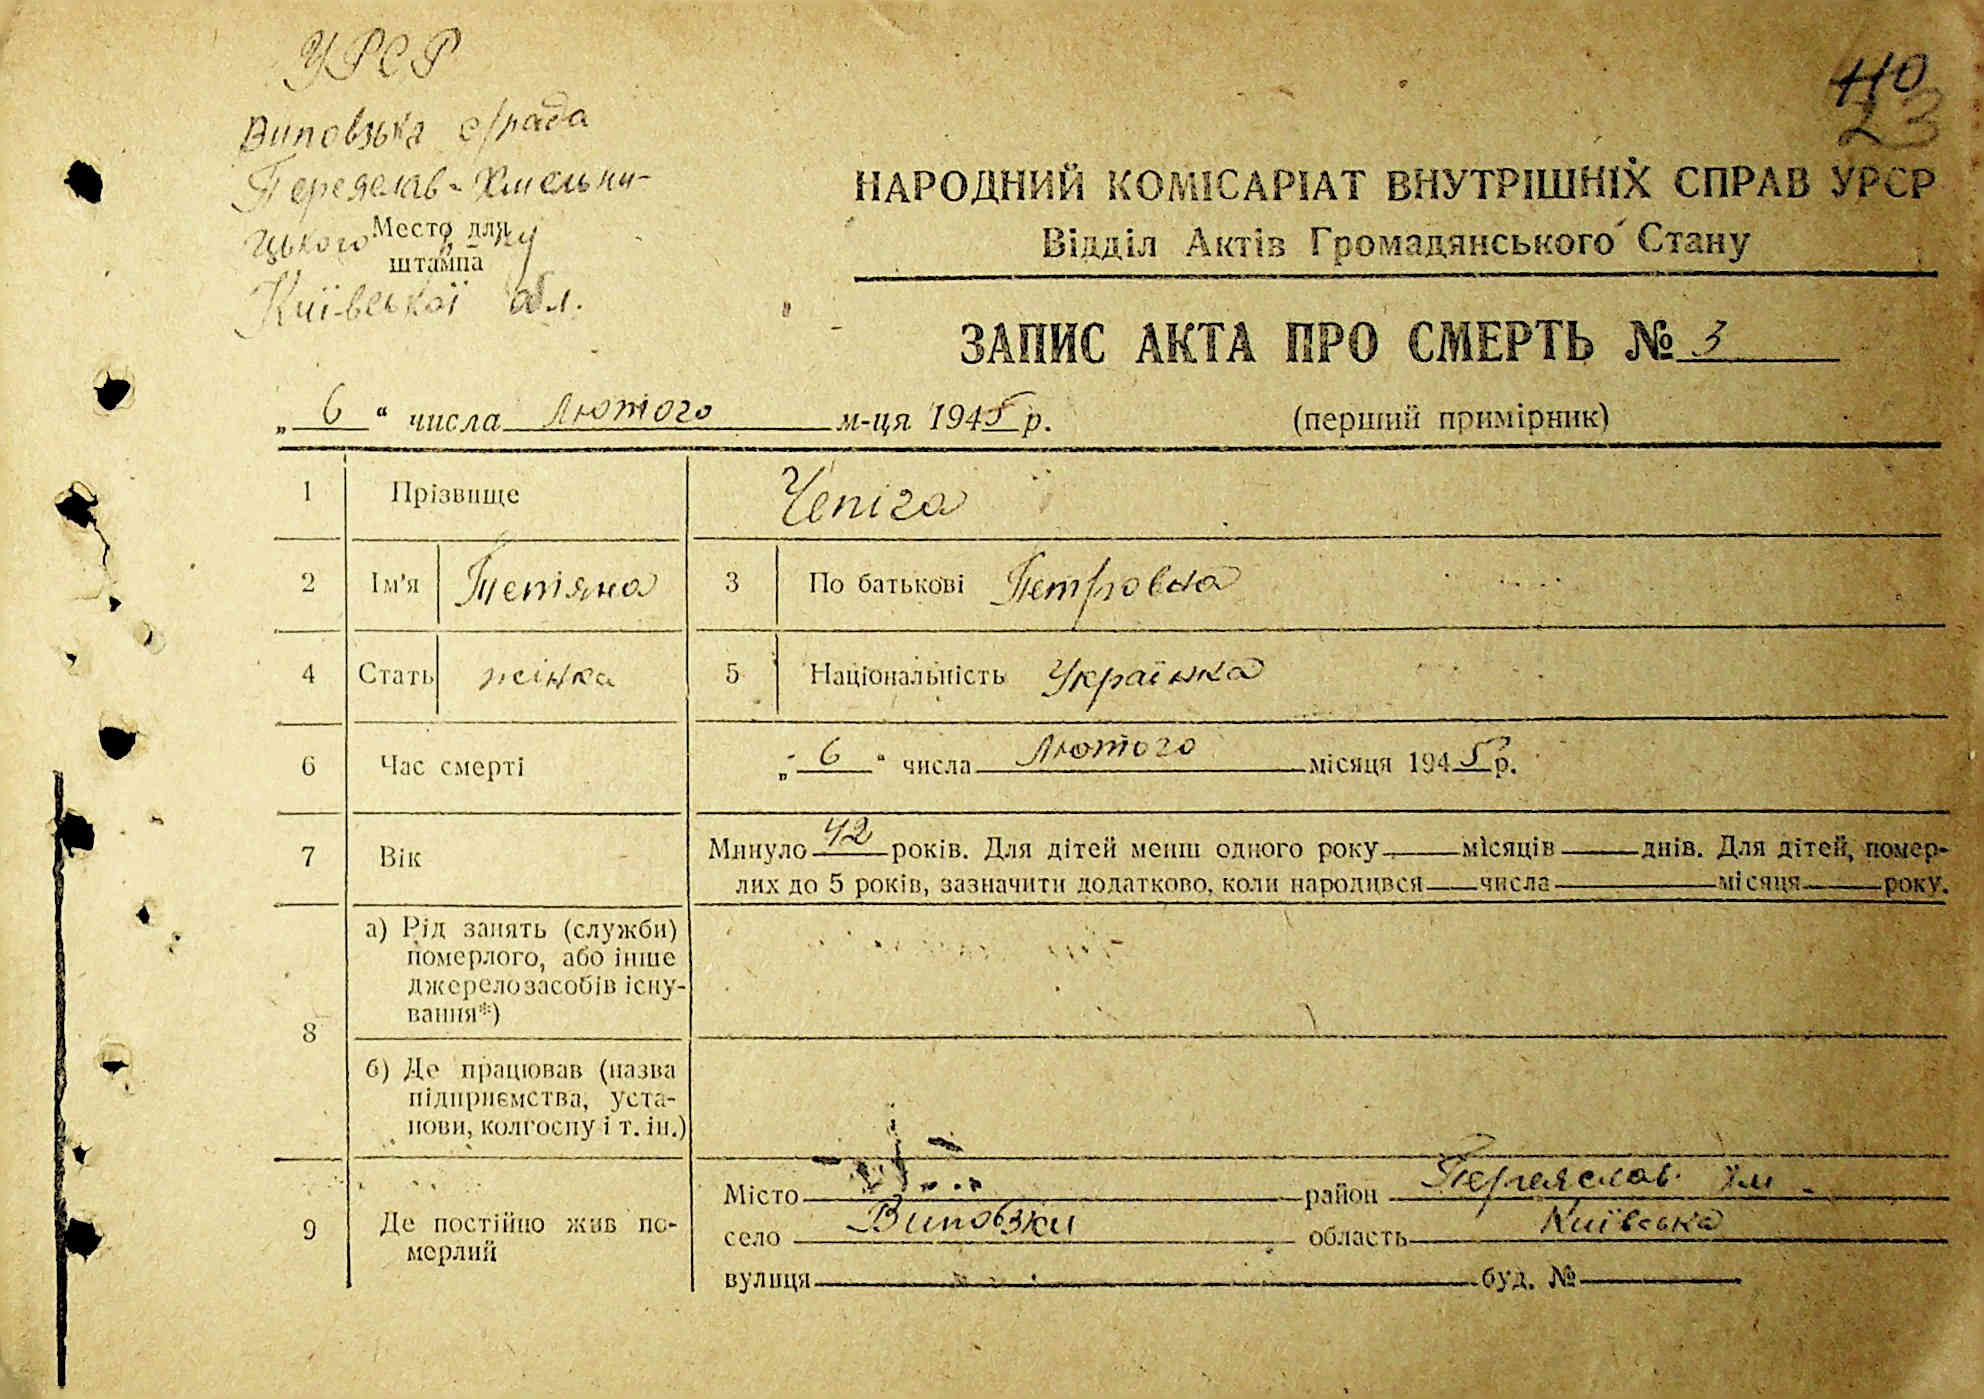 УРСР
Виповзька с/рада
Переяслав-Хмельни-
цького р-ну
Место для
штампа
Київської обл.
110
23
НАРОДНИЙ КОМІСАРІАТ ВНУТРІШНІХ СПРАВ УРСР
Відділ Актів Громадянського Стану
ЗАПИС АКТА ПРО СМЕРТЬ № 3
„ 6 “ числа Лютого м-ця 1945 р.
(перший примірник)
1 Прізвище Чепіга
2 Ім'я Тетяна 3 По батькові Петровна
4 Стать жінка 5 Національність Українка
6 Час смерті „ 6 “ числа Лютого місяця 1945 р.
7 Вік Минуло 42 років. Для дітей менш одного року місяців днів. Для дітей, помер-
лих до 5 років, зазначити додатково, коли народився числа місяця року.
8 а) Рід занять (служби)
померлого, або інше
джерело засобів існу-
вання*)
б) Де працював (назва
підприємства, уста-
нови, колгоспу і т. ін.)
9 Де постійно жив по-
мерлий
Місто район Переяслав Хм
село Виповзки область Київська
вулиця буд. №